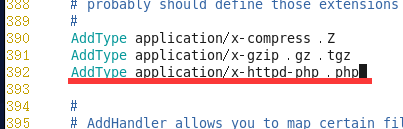 388 # probably should define those extensions
389 #
390 AddType application/x-compress .Z
391 AddType application/x-gzip .gz .tgz
392 AddType application/x-httpd-php .php
393
394 #
395 # AddHandler allows you to map certain fil